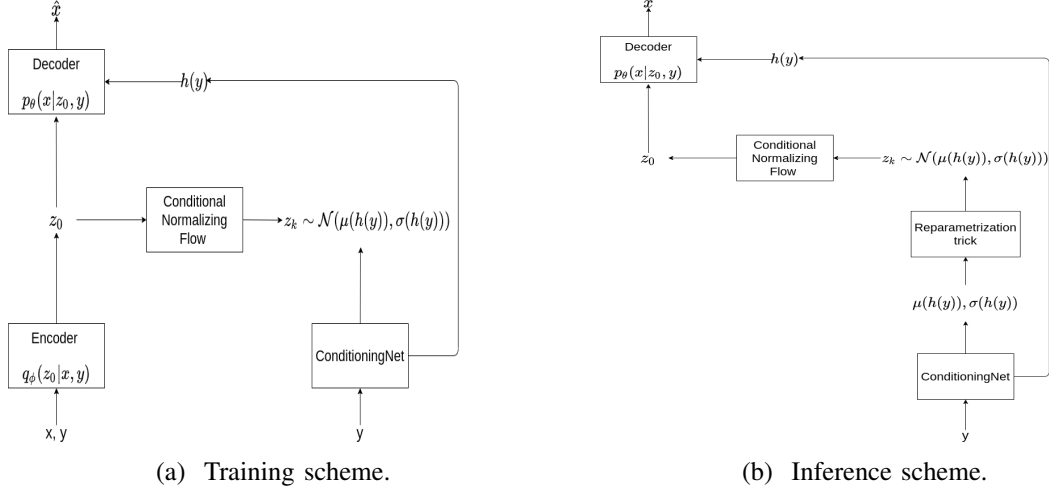 x̂
Decoder
p_θ(x|z_0, y)
h(y)
z_0
Conditional
Normalizing
Flow
z_k ∼ 𝒩(μ(h(y)), σ(h(y)))
Encoder
q_ϕ(z_0|x, y)
ConditioningNet
x, y
y
(a) Training scheme.
x
Decoder
p_θ(x|z_0, y)
h(y)
z_0
Conditional
Normalizing
Flow
z_k ∼ 𝒩(μ(h(y)), σ(h(y)))
Reparametrization
trick
μ(h(y)), σ(h(y))
ConditioningNet
y
(b) Inference scheme.